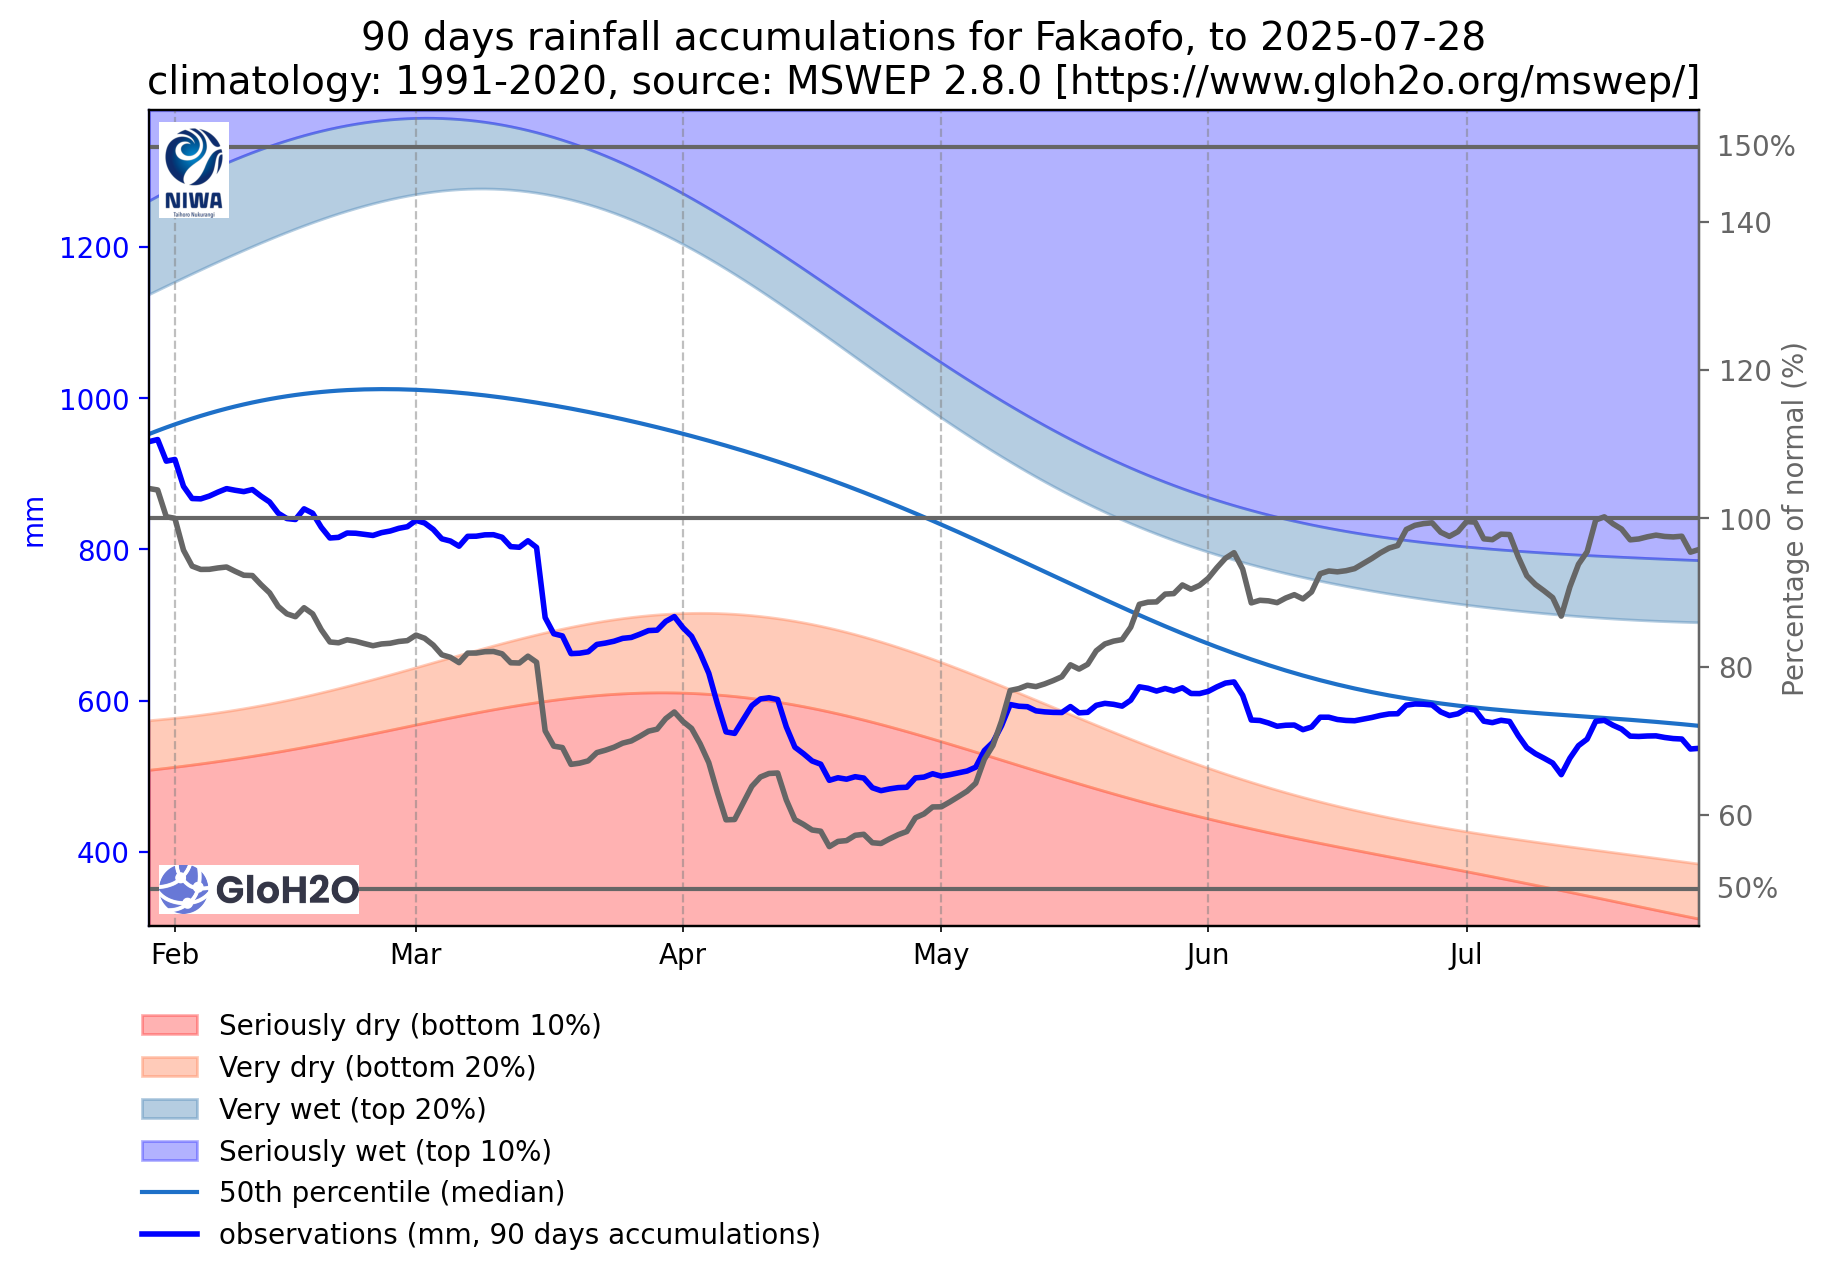 90 days rainfall accumulations for Fakaofo, to 2025-07-28
climatology: 1991-2020, source: MSWEP 2.8.0 [https://www.gloh2o.org/mswep/]
NIWA
Taihoro Nukurangi
1200
1000
800
600
400
mm
150%
140
120
100
80
60
50%
Percentage of normal (%)
GloH2O
Feb
Mar
Apr
May
Jun
Jul
Seriously dry (bottom 10%)
Very dry (bottom 20%)
Very wet (top 20%)
Seriously wet (top 10%)
50th percentile (median)
observations (mm, 90 days accumulations)